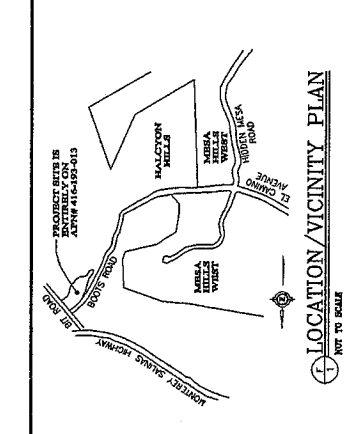 PROJECT SITE IS
ENTIRELY ON
APN# 416-193-013
BIT ROAD
BOOTS ROAD
MONTEREY SALINAS HIGHWAY
HALCYON
HILLS
MESA
HILLS
WEST
MESA
HILLS
WEST
HIDDEN MESA
ROAD
EL CAMINO
AVENUE
N
F
1
LOCATION/VICINITY PLAN
NOT TO SCALE